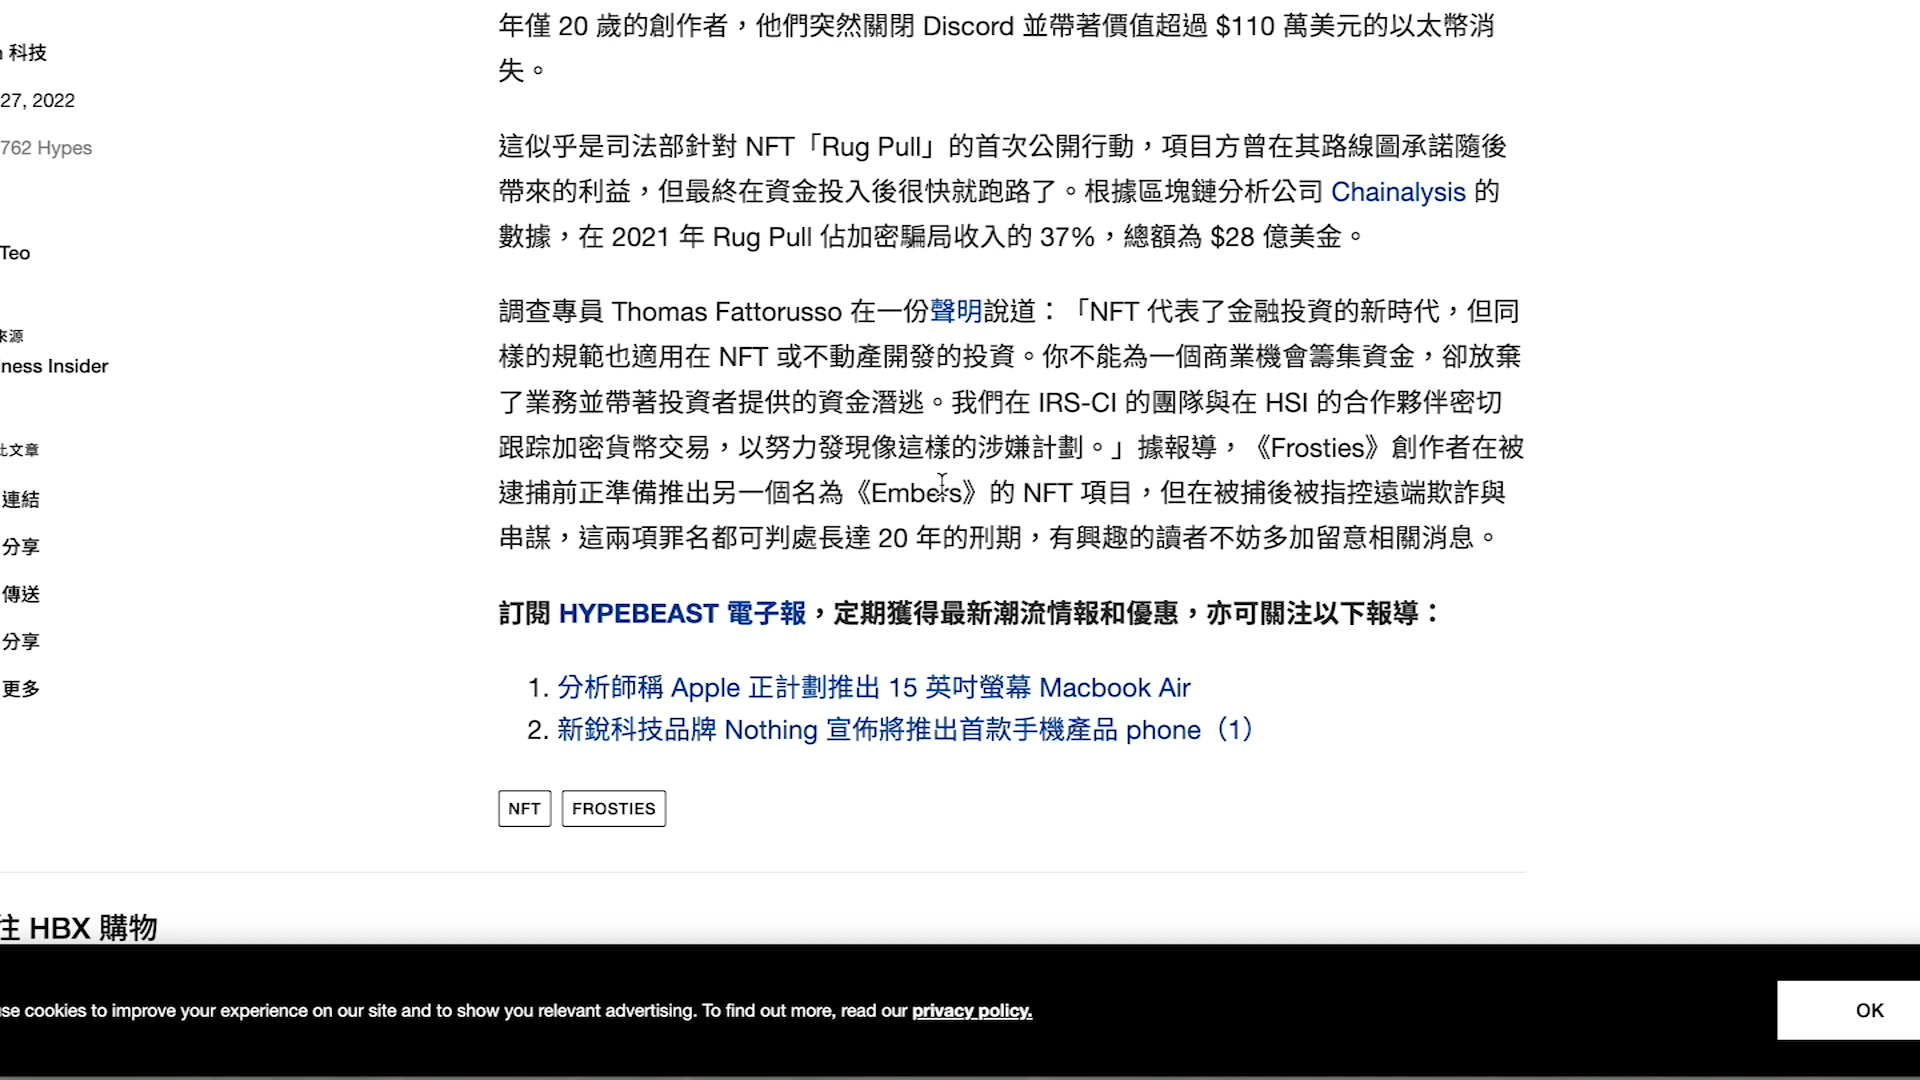 年僅 20 歲的創作者，他們突然關閉 Discord 並帶著價值超過 $110 萬美元的以太幣消
失。
科技
27, 2022
762 Hypes
這似乎是司法部針對 NFT「Rug Pull」的首次公開行動，項目方曾在其路線圖承諾隨後
帶來的利益，但最終在資金投入後很快就跑路了。根據區塊鏈分析公司 Chainalysis 的
數據，在 2021 年 Rug Pull 佔加密騙局收入的 37%，總額為 $28 億美金。
Teo
調查專員 Thomas Fattorusso 在一份聲明說道：「NFT 代表了金融投資的新時代，但同
樣的規範也適用在 NFT 或不動產開發的投資。你不能為一個商業機會籌集資金，卻放棄
了業務並帶著投資者提供的資金潛逃。我們在 IRS-CI 的團隊與在 HSI 的合作夥伴密切
跟踪加密貨幣交易，以努力發現像這樣的涉嫌計劃。」據報導，《Frosties》創作者在被
逮捕前正準備推出另一個名為《Embers》的 NFT 項目，但在被捕後被指控遠端欺詐與
串謀，這兩項罪名都可判處長達 20 年的刑期，有興趣的讀者不妨多加留意相關消息。
來源
iness Insider
此文章
連結
分享
傳送
分享
更多
訂閱 HYPEBEAST 電子報，定期獲得最新潮流情報和優惠，亦可關注以下報導：
1. 分析師稱 Apple 正計劃推出 15 英吋螢幕 Macbook Air
2. 新銳科技品牌 Nothing 宣佈將推出首款手機產品 phone（1）
NFT
FROSTIES
往 HBX 購物
use cookies to improve your experience on our site and to show you relevant advertising. To find out more, read our privacy policy.
OK